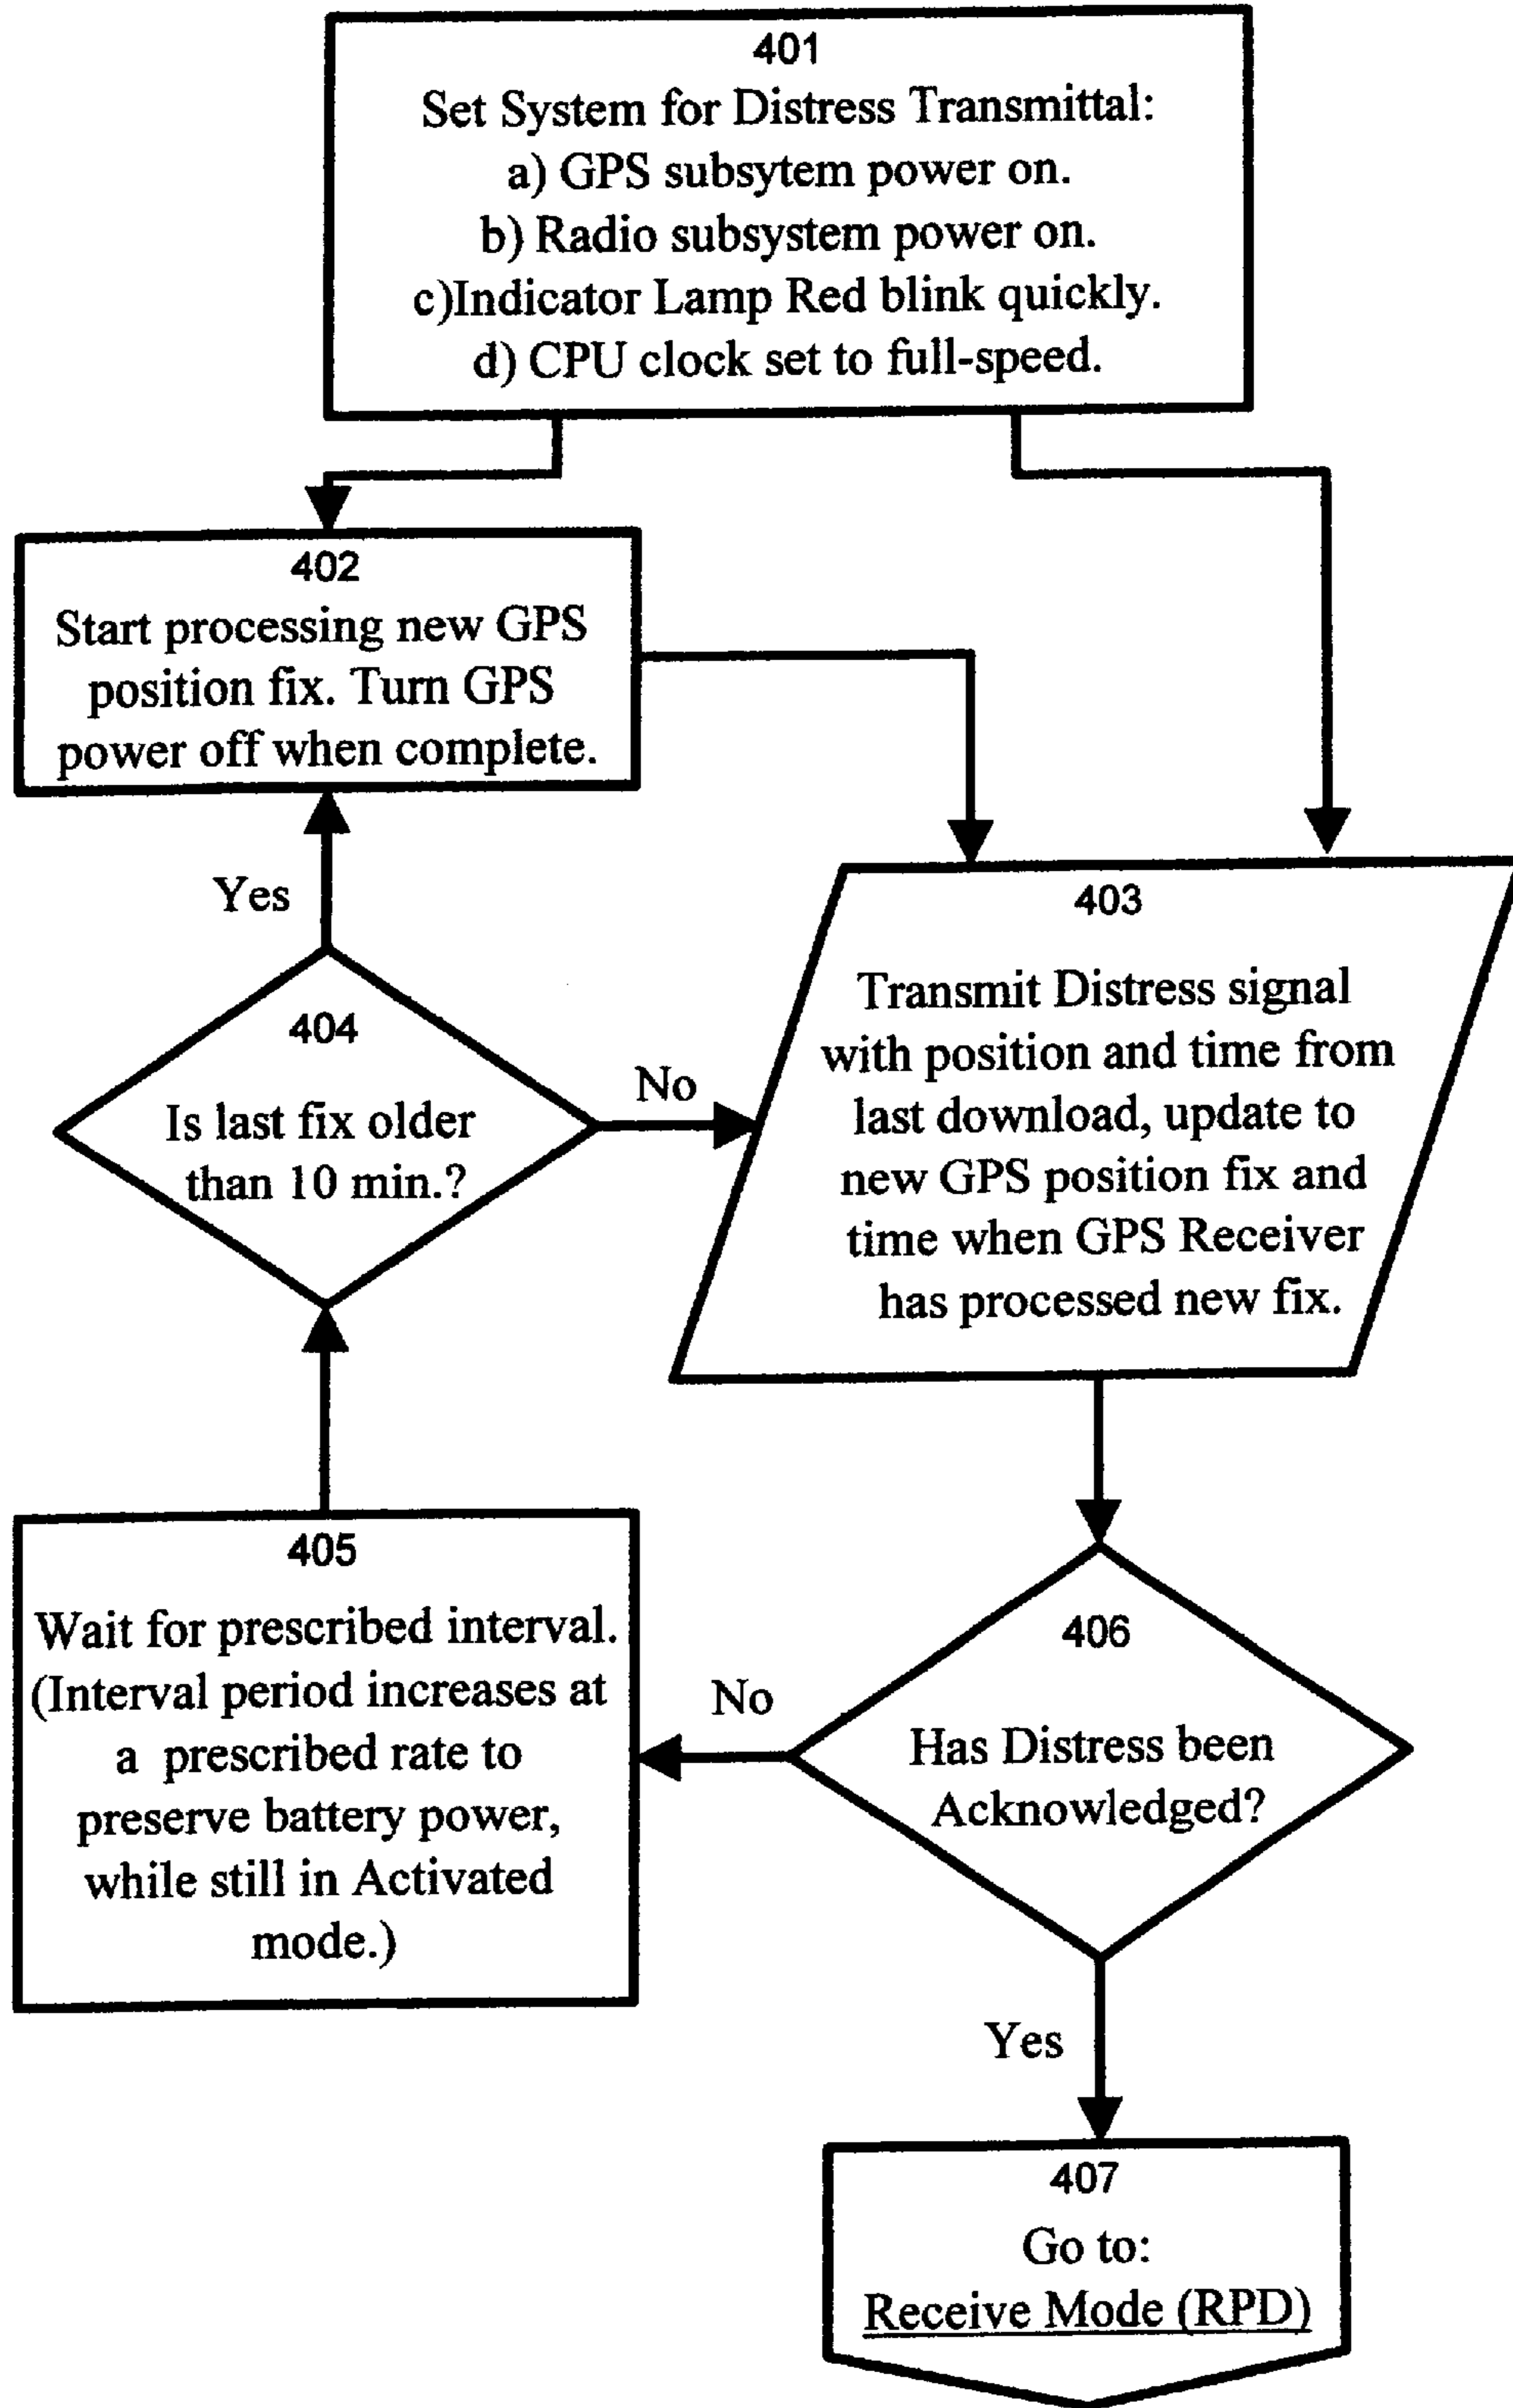 401
Set System for Distress Transmittal:
a) GPS subsytem power on.
b) Radio subsystem power on.
c)Indicator Lamp Red blink quickly.
d) CPU clock set to full-speed.
402
Start processing new GPS
position fix. Turn GPS
power off when complete.
Yes
403
Transmit Distress signal
with position and time from
last download, update to
new GPS position fix and
time when GPS Receiver
has processed new fix.
404
Is last fix older
than 10 min.?
No
405
Wait for prescribed interval.
(Interval period increases at
a prescribed rate to
preserve battery power,
while still in Activated
mode.)
No
406
Has Distress been
Acknowledged?
Yes
407
Go to:
Receive Mode (RPD)